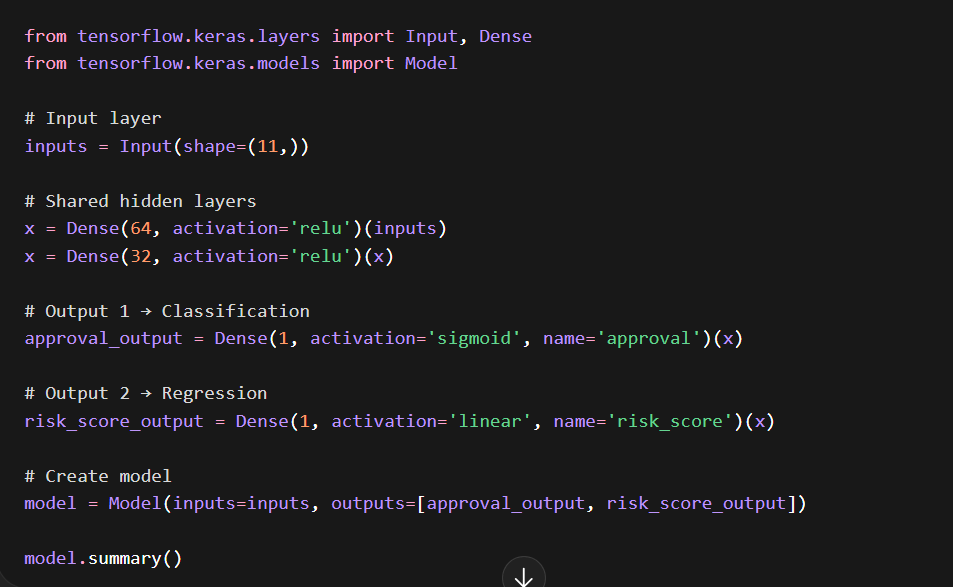 from tensorflow.keras.layers import Input, Dense
from tensorflow.keras.models import Model
# Input layer
inputs = Input(shape=(11,))
# Shared hidden layers
x = Dense(64, activation='relu')(inputs)
x = Dense(32, activation='relu')(x)
# Output 1 → Classification
approval_output = Dense(1, activation='sigmoid', name='approval')(x)
# Output 2 → Regression
risk_score_output = Dense(1, activation='linear', name='risk_score')(x)
# Create model
model = Model(inputs=inputs, outputs=[approval_output, risk_score_output])
model.summary()